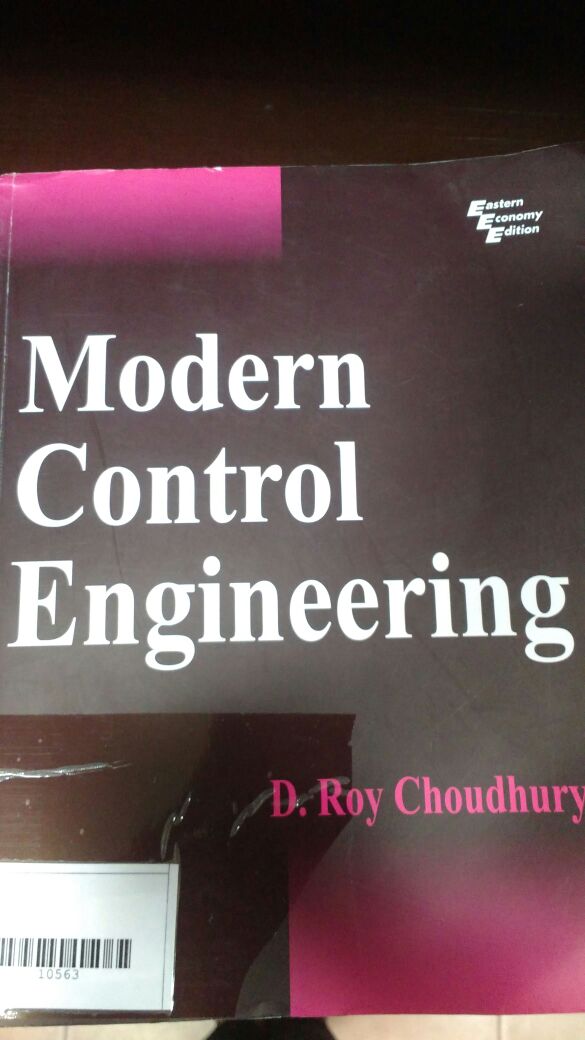 Eastern
Economy
Edition
Modern
Control
Engineering
D. Roy Choudhury
10563